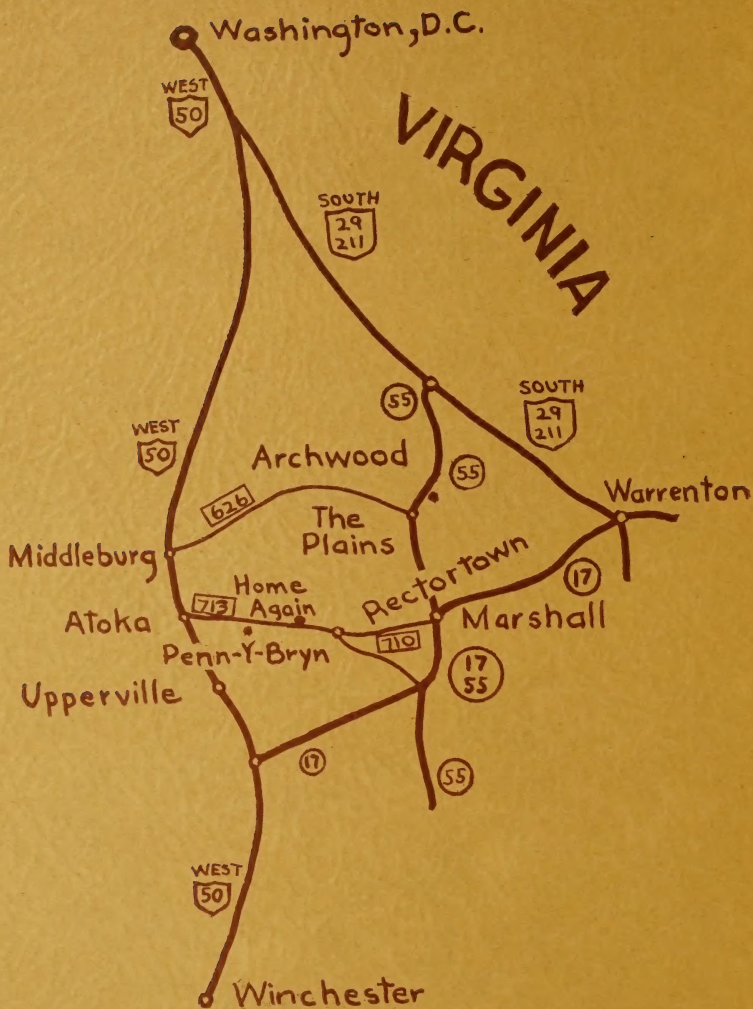 Washington, D.C.
WEST
50
VIRGINIA
SOUTH
29
211
55
SOUTH
29
211
WEST
50
Archwood
55
626
Warrenton
The
Plains
Middleburg
17
Home
Again
Rectortown
713
Atoka
Marshall
710
Penn-Y-Bryn
17
55
Upperville
17
55
WEST
50
Winchester